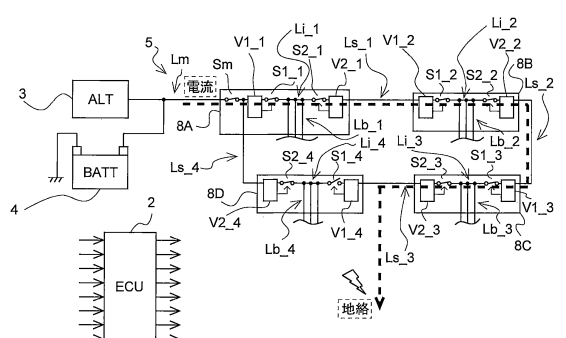 5
Lm
電流
Sm
V1_1
S1_1
Li_1
S2_1
V2_1
Ls_1
V1_2
S1_2
Li_2
S2_2
V2_2
8B
Ls_2
3
ALT
8A
Lb_1
Lb_2
BATT
4
Ls_4
S2_4
Li_4
S1_4
Li_3
S2_3
S1_3
8D
V2_4
Lb_4
V1_4
Ls_3
V2_3
Lb_3
V1_3
8C
2
ECU
地絡